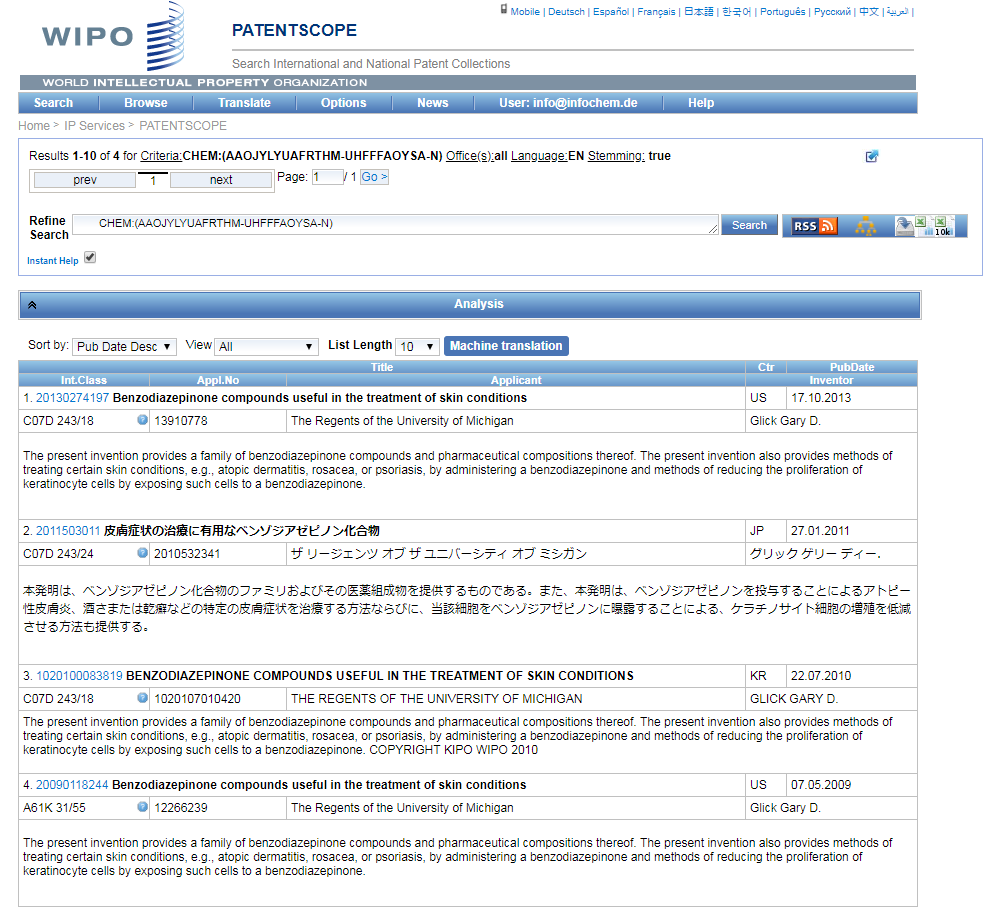 Mobile | Deutsch | Español | Français | 日本語 | 한국어 | Português | Русский | 中文 | العربية |
WIPO
PATENTSCOPE
Search International and National Patent Collections
WORLD INTELLECTUAL PROPERTY ORGANIZATION
Search Browse Translate Options News User: info@infochem.de Help
Home > IP Services > PATENTSCOPE
Results 1-10 of 4 for Criteria:CHEM:(AAOJYLYUAFRTHM-UHFFFAOYSA-N) Office(s):all Language:EN Stemming: true
prev 1 next Page: 1 / 1 Go >
Refine Search CHEM:(AAOJYLYUAFRTHM-UHFFFAOYSA-N) Search RSS 10k
Instant Help
Analysis
Sort by: Pub Date Desc View All List Length 10 Machine translation
Title Ctr PubDate
Int.Class Appl.No Applicant Inventor
1. 20130274197 Benzodiazepinone compounds useful in the treatment of skin conditions US 17.10.2013
C07D 243/18 13910778 The Regents of the University of Michigan Glick Gary D.
The present invention provides a family of benzodiazepinone compounds and pharmaceutical compositions thereof. The present invention also provides methods of
treating certain skin conditions, e.g., atopic dermatitis, rosacea, or psoriasis, by administering a benzodiazepinone and methods of reducing the proliferation of
keratinocyte cells by exposing such cells to a benzodiazepinone.
2. 2011503011 皮膚症状の治療に有用なベンゾジアゼピノン化合物 JP 27.01.2011
C07D 243/24 2010532341 ザ リージェンツ オブ ザ ユニバーシティ オブ ミシガン グリック ゲリー ディー.
本発明は、ベンゾジアゼピノン化合物のファミリおよびその医薬組成物を提供するものである。また、本発明は、ベンゾジアゼピノンを投与することによるアトピー
性皮膚炎、酒さまたは乾癬などの特定の皮膚症状を治療する方法ならびに、当該細胞をベンゾジアゼピノンに曝露することによる、ケラチノサイト細胞の増殖を低減
させる方法も提供する。
3. 1020100083819 BENZODIAZEPINONE COMPOUNDS USEFUL IN THE TREATMENT OF SKIN CONDITIONS KR 22.07.2010
C07D 243/18 1020107010420 THE REGENTS OF THE UNIVERSITY OF MICHIGAN GLICK GARY D.
The present invention provides a family of benzodiazepinone compounds and pharmaceutical compositions thereof. The present invention also provides methods of
treating certain skin conditions, e.g., atopic dermatitis, rosacea, or psoriasis, by administering a benzodiazepinone and methods of reducing the proliferation of
keratinocyte cells by exposing such cells to a benzodiazepinone. COPYRIGHT KIPO WIPO 2010
4. 20090118244 Benzodiazepinone compounds useful in the treatment of skin conditions US 07.05.2009
A61K 31/55 12266239 The Regents of the University of Michigan Glick Gary D.
The present invention provides a family of benzodiazepinone compounds and pharmaceutical compositions thereof. The present invention also provides methods of
treating certain skin conditions, e.g., atopic dermatitis, rosacea, or psoriasis, by administering a benzodiazepinone and methods of reducing the proliferation of
keratinocyte cells by exposing such cells to a benzodiazepinone.